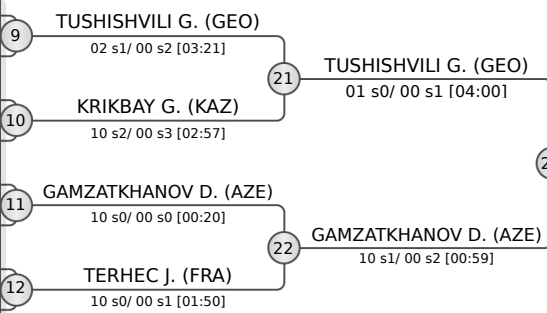 TUSHISHVILI G. (GEO)
9
02 s1/ 00 s2 [03:21]
21
TUSHISHVILI G. (GEO)
01 s0/ 00 s1 [04:00]
KRIKBAY G. (KAZ)
10
10 s2/ 00 s3 [02:57]
GAMZATKHANOV D. (AZE)
11
10 s0/ 00 s0 [00:20]
22
GAMZATKHANOV D. (AZE)
10 s1/ 00 s2 [00:59]
TERHEC J. (FRA)
12
10 s0/ 00 s1 [01:50]